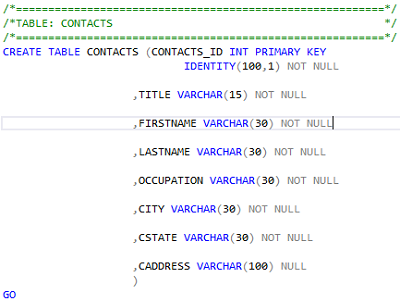 /*==========================================================*/
/*TABLE: CONTACTS */
/*==========================================================*/
CREATE TABLE CONTACTS (CONTACTS_ID INT PRIMARY KEY
IDENTITY(100,1) NOT NULL
,TITLE VARCHAR(15) NOT NULL
,FIRSTNAME VARCHAR(30) NOT NULL
,LASTNAME VARCHAR(30) NOT NULL
,OCCUPATION VARCHAR(30) NOT NULL
,CITY VARCHAR(30) NOT NULL
,CSTATE VARCHAR(30) NOT NULL
,CADDRESS VARCHAR(100) NULL
)
GO